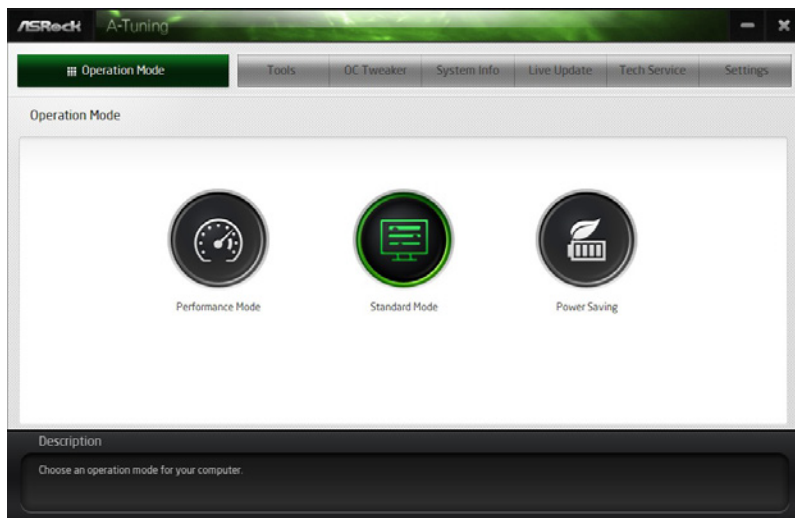 ASRock A-Tuning
Operation Mode Tools OC Tweaker System Info Live Update Tech Service Settings
Operation Mode
Performance Mode Standard Mode Power Saving
Description
Choose an operation mode for your computer.